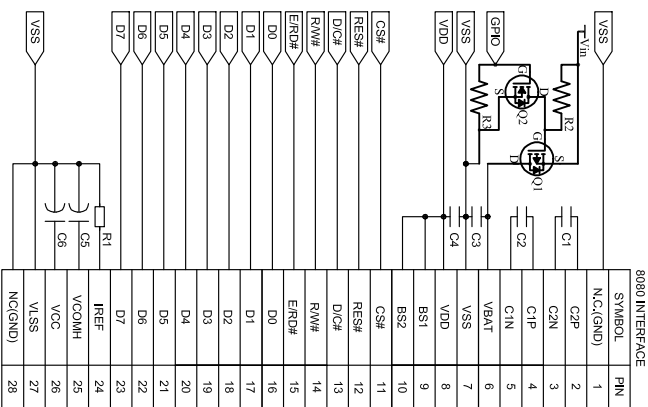 8080 INTERFACE
SYMBOL PIN
N.C.(GND) 1
C2P 2
C2N 3
C1P 4
C1N 5
VBAT 6
VSS 7
VDD 8
BS1 9
BS2 10
CS# 11
RES# 12
D/C# 13
R/W# 14
E/RD# 15
D0 16
D1 17
D2 18
D3 19
D4 20
D5 21
D6 22
D7 23
IREF 24
VCOMH 25
VCC 26
VLSS 27
NC(GND) 28
VSS
Vin
GPIO
VSS
VDD
CS#
RES#
D/C#
R/W#
E/RD#
D0
D1
D2
D3
D4
D5
D6
D7
VSS
R2
Q1
S
G
D
Q2
D
G
S
R3
C1
C2
C3
C4
R1
C5
C6